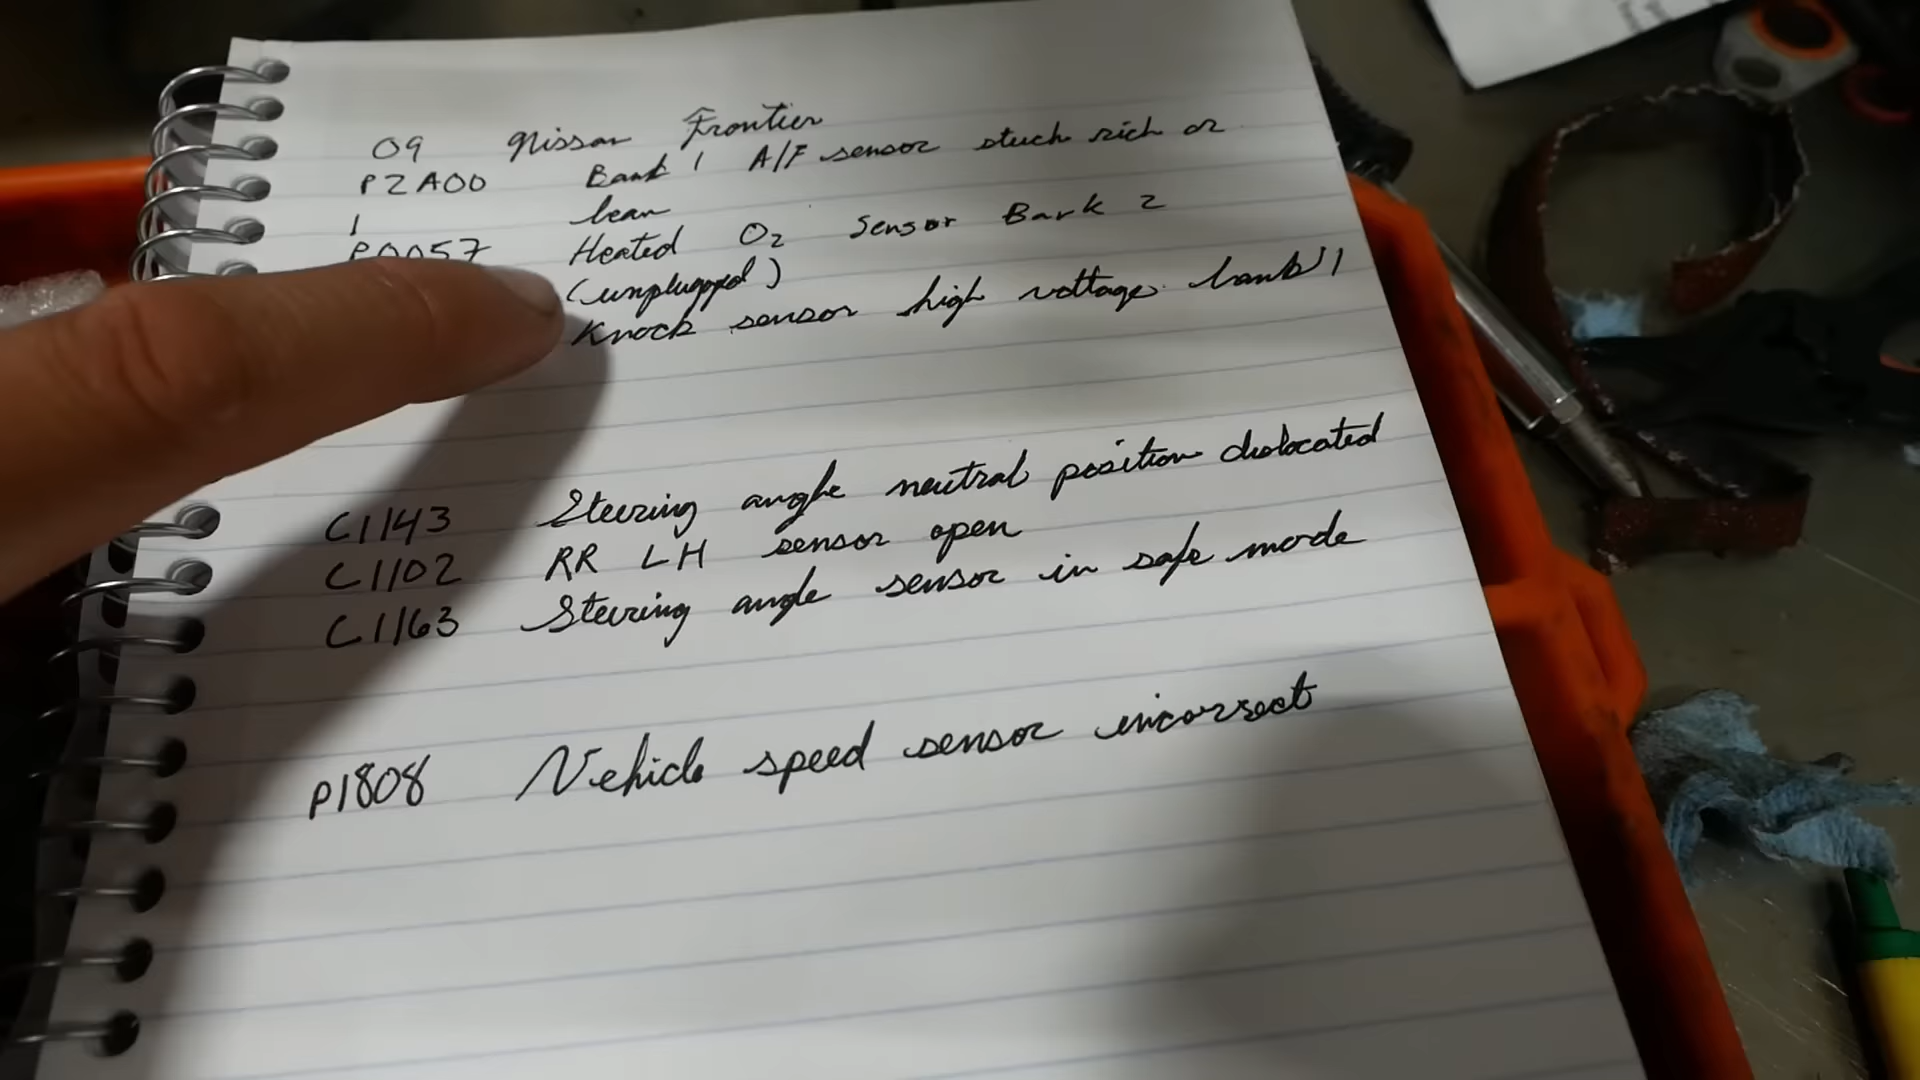 09 Nissan Frontier
P2A00 Bank 1 A/F sensor stuck rich or
1 lean
P0057 Heated O2 Sensor Bank 2
(unplugged)
Knock sensor high voltage bank 1
C1143 Steering angle neutral position dislocated
C1102 RR LH sensor open
C1163 Steering angle sensor in safe mode
P1808 Vehicle speed sensor incorrect